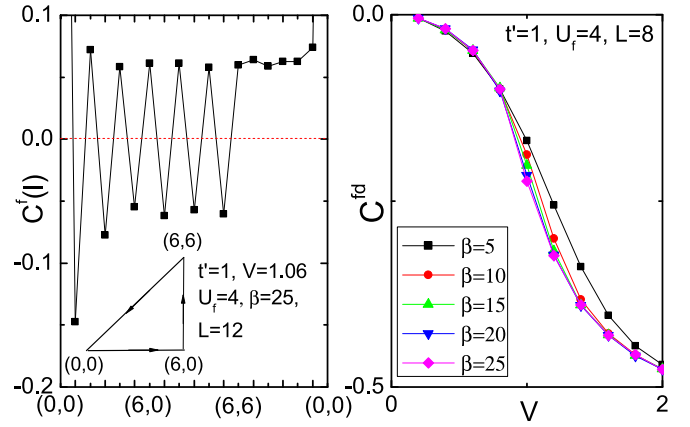 0.1
0.0
-0.1
-0.2
C^f(l)
(6,6)
t'=1, V=1.06
U_f=4, β=25,
L=12
(0,0)
(6,0)
(0,0)
(6,0)
(6,6)
(0,0)
0.0
-0.5
C^fd
t'=1, U_f=4, L=8
β=5
β=10
β=15
β=20
β=25
0
1
2
V